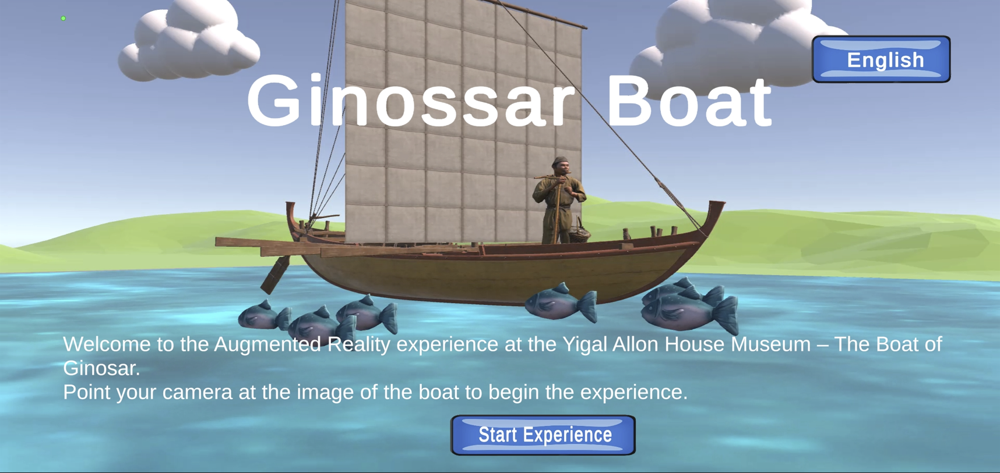 English
Ginossar Boat
Welcome to the Augmented Reality experience at the Yigal Allon House Museum – The Boat of
Ginosar.
Point your camera at the image of the boat to begin the experience.
Start Experience